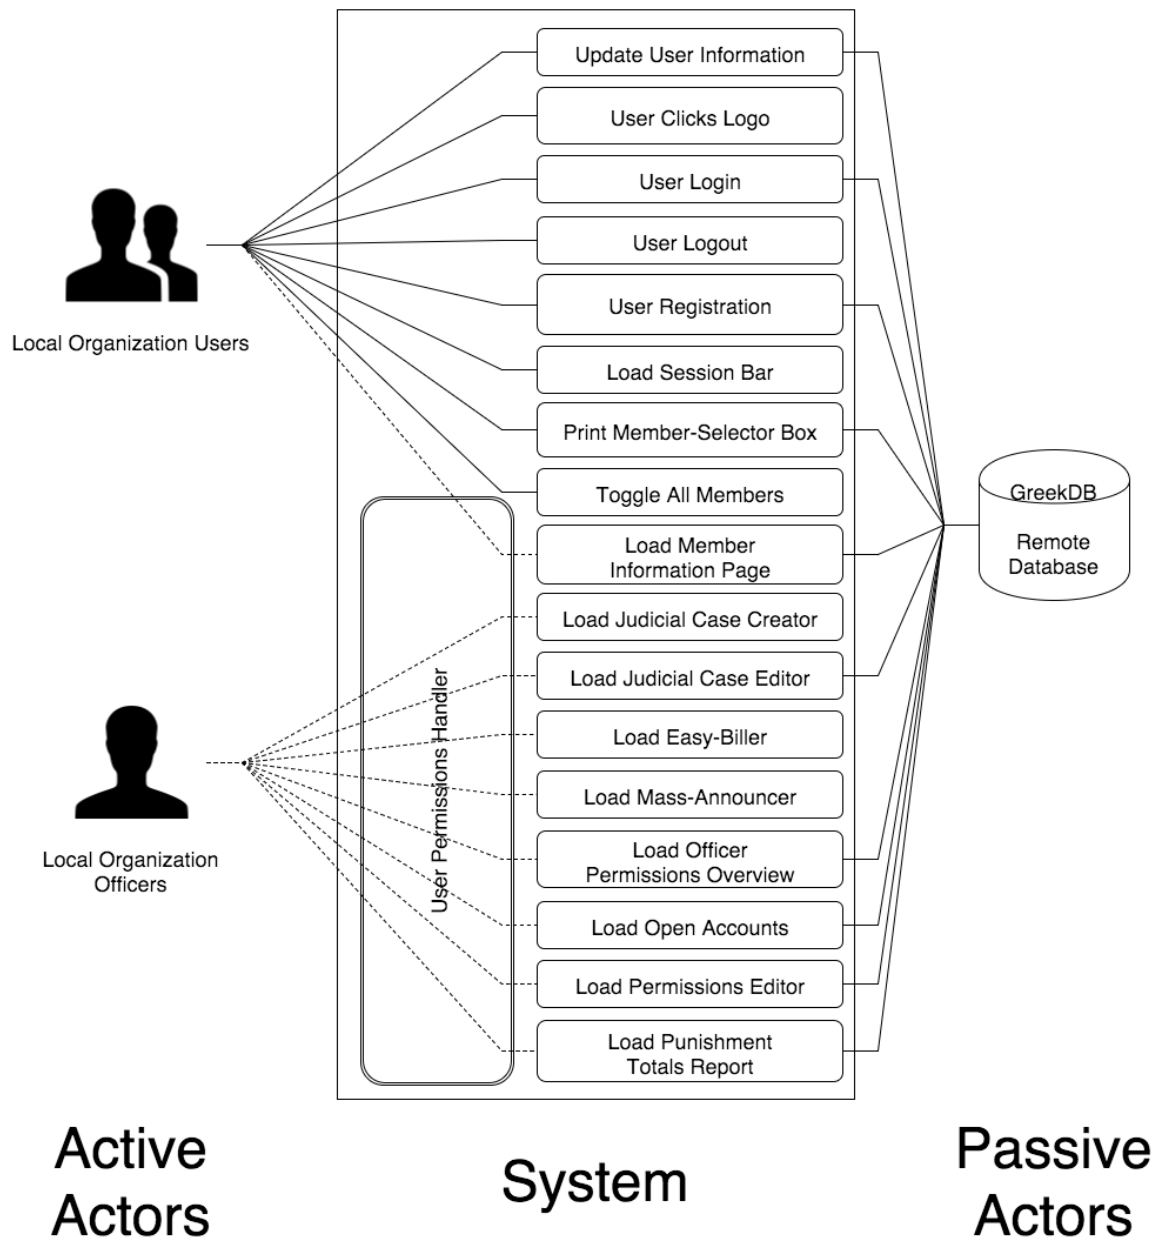 Update User Information
User Clicks Logo
User Login
User Logout
User Registration
Load Session Bar
Print Member-Selector Box
Toggle All Members
Load Member
Information Page
Load Judicial Case Creator
Load Judicial Case Editor
Load Easy-Biller
Load Mass-Announcer
Load Officer
Permissions Overview
Load Open Accounts
Load Permissions Editor
Load Punishment
Totals Report
Local Organization Users
Local Organization
Officers
User Permissions Handler
GreekDB
Remote
Database
Active
Actors
System
Passive
Actors